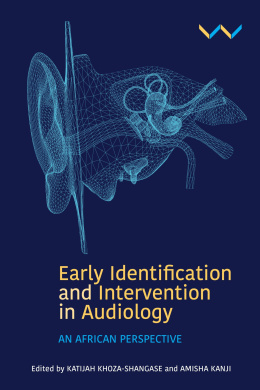 Early Identification
and Intervention
in Audiology
AN AFRICAN PERSPECTIVE
Edited by KATIJAH KHOZA-SHANGASE and AMISHA KANJI